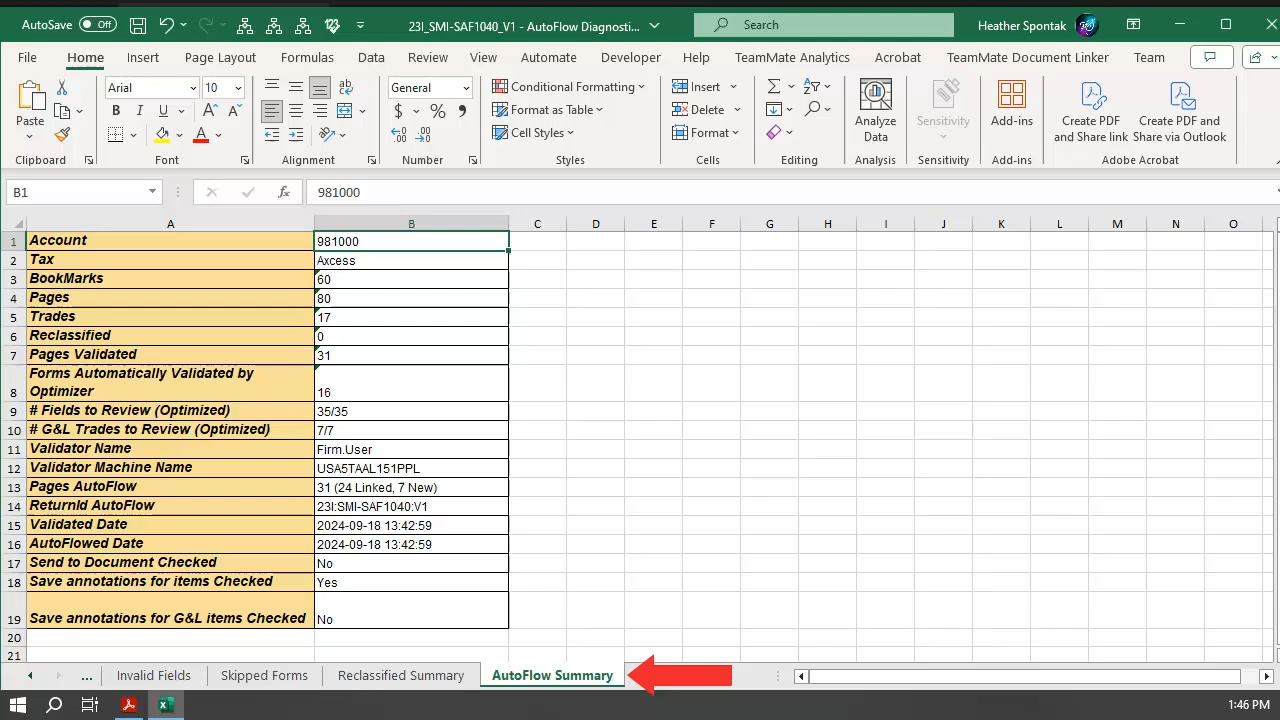 AutoSave Off 23I_SMI-SAF1040_V1 - AutoFlow Diagnosti... Search Heather Spontak
File Home Insert Page Layout Formulas Data Review View Automate Developer Help TeamMate Analytics Acrobat TeamMate Document Linker Team
Paste
Clipboard
Arial 10
B I U
A A
Font
ab
Alignment
General
$ % ,
Number
Conditional Formatting
Format as Table
Cell Styles
Styles
Insert
Delete
Format
Cells
Editing
Analyze
Data
Analysis
Sensitivity
Sensitivity
Add-ins
Add-ins
Create PDF
and Share link
Create PDF and
Share via Outlook
Adobe Acrobat
B1 fx 981000
A B C D E F G H I J K L M N O
1 Account 981000
2 Tax Axcess
3 BookMarks 60
4 Pages 80
5 Trades 17
6 Reclassified 0
7 Pages Validated 31
Forms Automatically Validated by
8 Optimizer 16
9 # Fields to Review (Optimized) 35/35
10 # G&L Trades to Review (Optimized) 7/7
11 Validator Name Firm.User
12 Validator Machine Name USA5TAAL151PPL
13 Pages AutoFlow 31 (24 Linked, 7 New)
14 ReturnId AutoFlow 23I:SMI-SAF1040:V1
15 Validated Date 2024-09-18 13:42:59
16 AutoFlowed Date 2024-09-18 13:42:59
17 Send to Document Checked No
18 Save annotations for items Checked Yes
19 Save annotations for G&L items Checked No
20
21
... Invalid Fields Skipped Forms Reclassified Summary AutoFlow Summary
1:46 PM